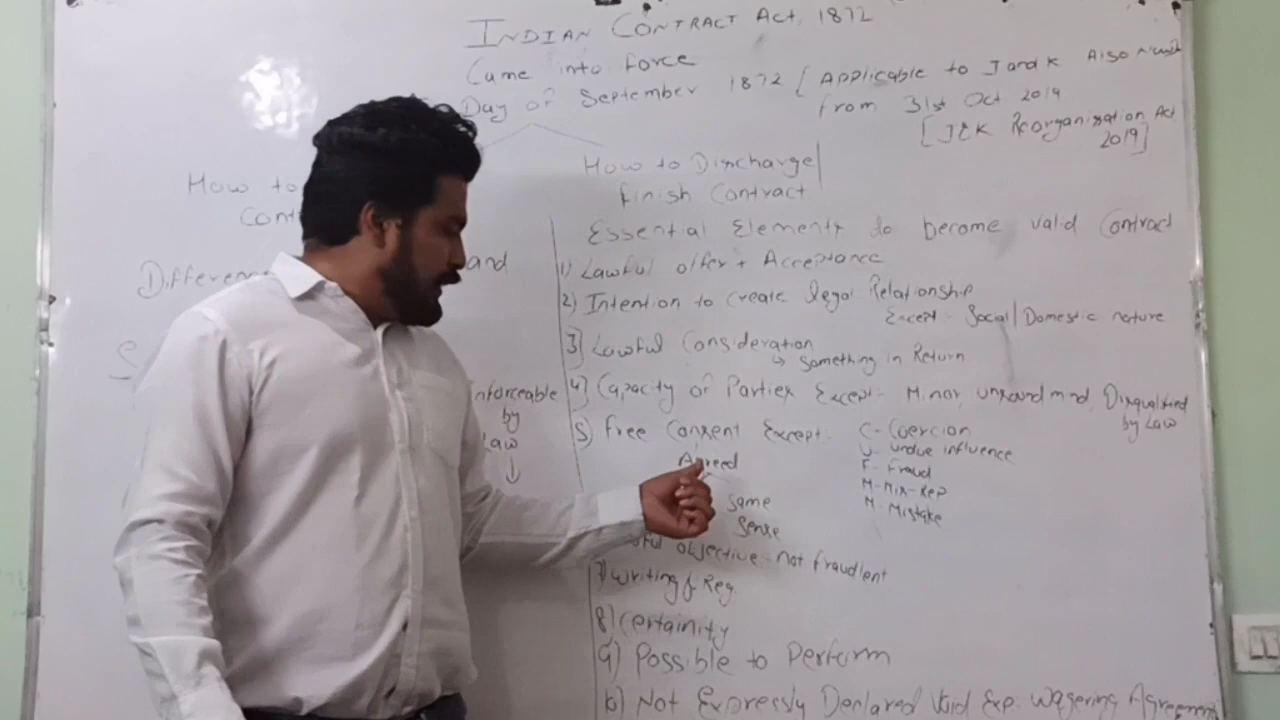 INDIAN CONTRACT Act, 1872
Came into force
Day of September 1872 [Applicable to J and K Also
from 31st Oct 2019
[J&K Reorganisation Act
2019]
How to
Cont
How to Discharge/
Finish Contract
Differen and
Essential Elements to become valid Contract
1) Lawful offer + Acceptance
2) Intention to create legal Relationship
Except - Social/Domestic nature
3) Lawful Consideration
↳ Something in Return
4) Capacity of Parties Except:- Minor, unsound mind, Disqualified
by Law
nforceable
by
Law
↓
5) Free Consent Except:-
Agreed
Same
Sense
C - Coercion
U - undue influence
F - Fraud
M - Mis-Rep
M - Mistake
ful objective - not fraudlent
7) Writing & Reg.
8) Certainity
9) Possible to Perform
10) Not Expressly Declared Void Exp. Wagering Agreement